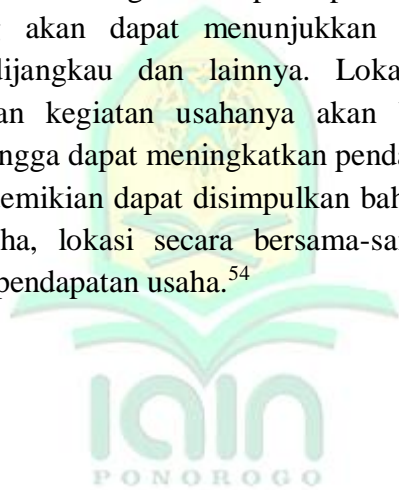 akan dapat menunjukkan
dijangkau dan lainnya. Loka
an kegiatan usahanya akan
ngga dapat meningkatkan penda
emikian dapat disimpulkan bah
ha, lokasi secara bersama-sa
pendapatan usaha.54
iain
PONOROGO